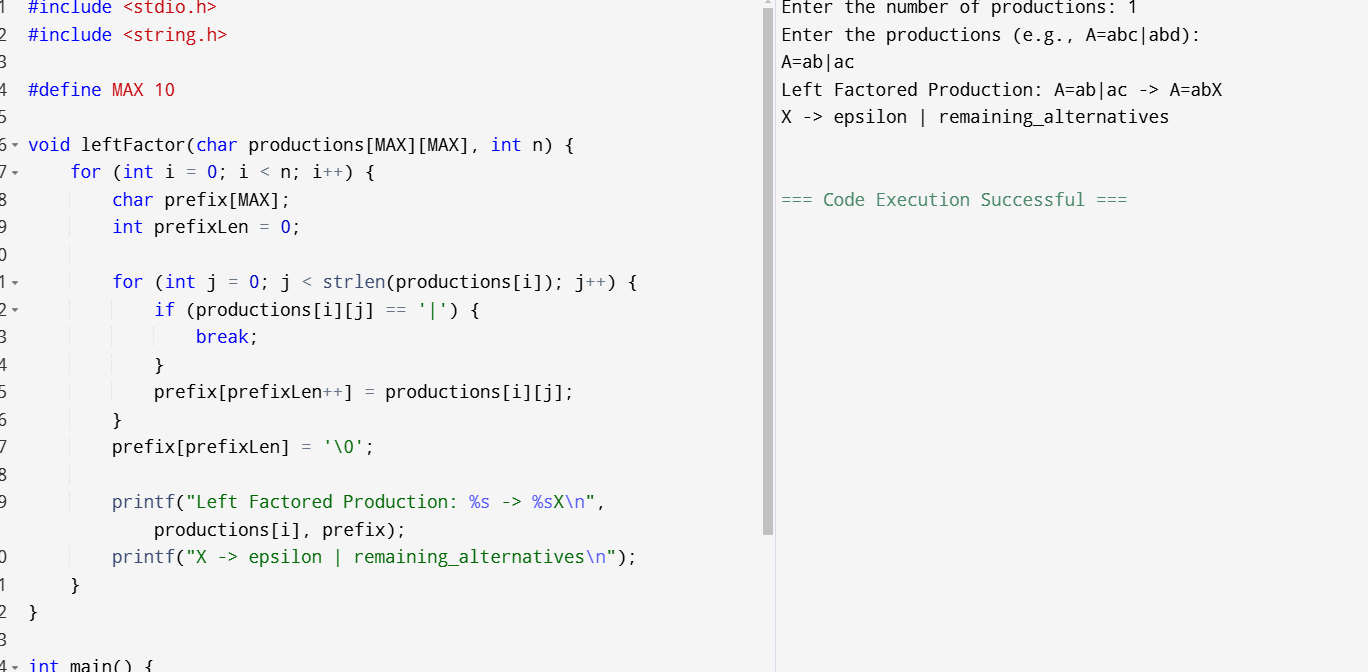 1 #include <stdio.h>
2 #include <string.h>
3
4 #define MAX 10
5
6 void leftFactor(char productions[MAX][MAX], int n) {
7     for (int i = 0; i < n; i++) {
8         char prefix[MAX];
9         int prefixLen = 0;
0
1         for (int j = 0; j < strlen(productions[i]); j++) {
2             if (productions[i][j] == '|') {
3                 break;
4             }
5             prefix[prefixLen++] = productions[i][j];
6         }
7         prefix[prefixLen] = '\0';
8
9         printf("Left Factored Production: %s -> %sX\n",
            productions[i], prefix);
0         printf("X -> epsilon | remaining_alternatives\n");
1     }
2 }
3
4 int main() {
Enter the number of productions: 1
Enter the productions (e.g., A=abc|abd):
A=ab|ac
Left Factored Production: A=ab|ac -> A=abX
X -> epsilon | remaining_alternatives
=== Code Execution Successful ===